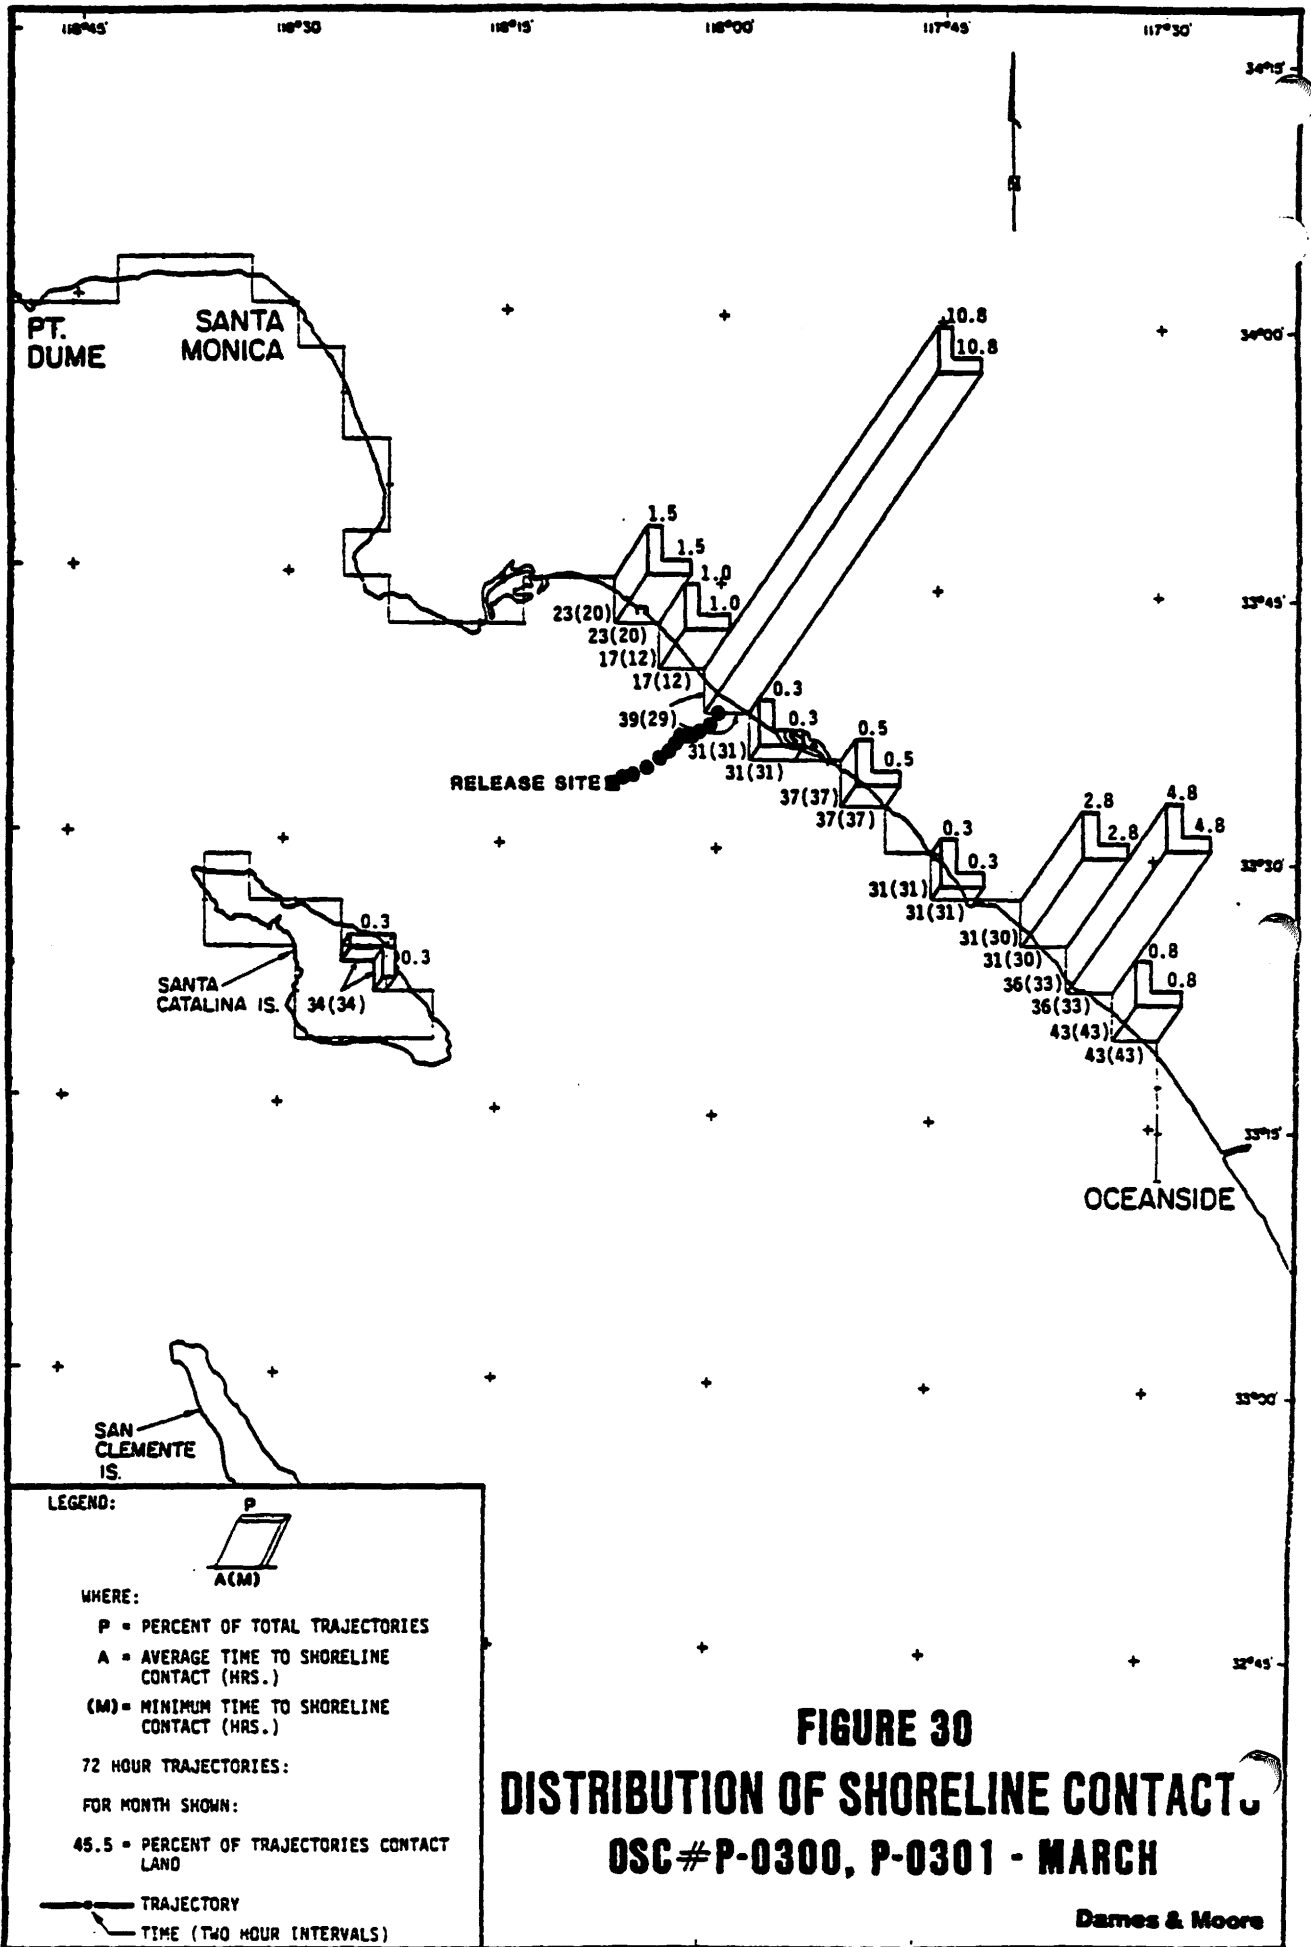 118°45' 118°30 118°15' 118°00' 117°45' 117°30'
34°15'
N
PT.
DUME
SANTA
MONICA
10.8
10.8
34°00'
1.5
1.5
1.0
1.0
33°45'
23(20)
23(20)
17(12)
17(12)
39(29)
0.3
0.3
31(31)
31(31)
0.5
0.5
RELEASE SITE
37(37)
37(37)
2.8
2.8
4.8
4.8
0.3
0.3
33°30'
31(31)
31(31)
31(30)
31(30)
0.3
0.3
SANTA
CATALINA IS.
34(34)
0.8
0.8
36(33)
36(33)
43(43)
43(43)
33°15'
OCEANSIDE
SAN
CLEMENTE
IS.
33°00'
LEGEND:
P
A(M)
WHERE:
P = PERCENT OF TOTAL TRAJECTORIES
A = AVERAGE TIME TO SHORELINE
CONTACT (HRS.)
(M)= MINIMUM TIME TO SHORELINE
CONTACT (HRS.)
72 HOUR TRAJECTORIES:
FOR MONTH SHOWN:
45.5 = PERCENT OF TRAJECTORIES CONTACT
LAND
TRAJECTORY
TIME (TWO HOUR INTERVALS)
32°45'
FIGURE 30
DISTRIBUTION OF SHORELINE CONTACTS
OSC#P-0300, P-0301 - MARCH
Dames & Moore